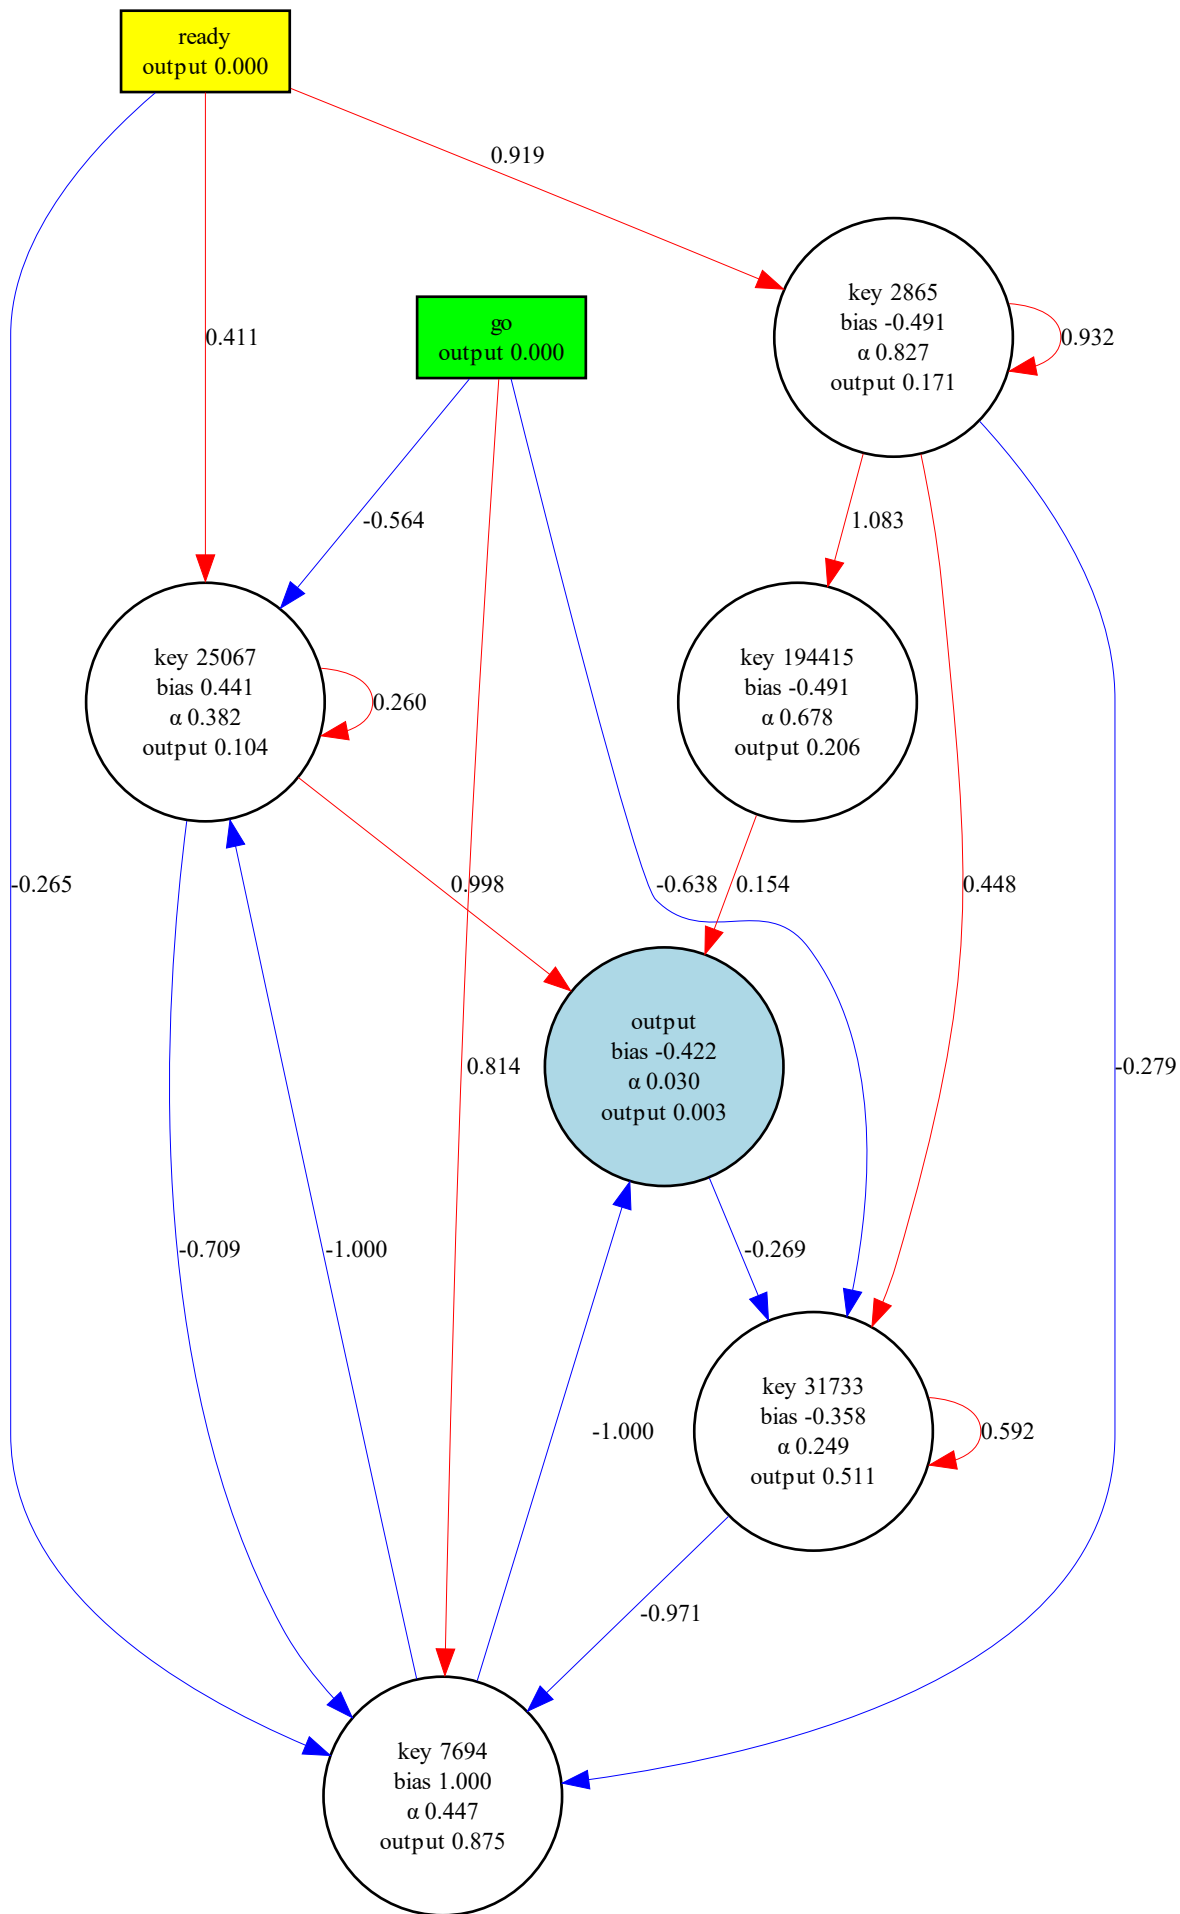 ready
output 0.000
0.919
key 2865
bias -0.491
α 0.827
output 0.171
0.932
go
output 0.000
0.411
-0.564
1.083
key 25067
bias 0.441
α 0.382
output 0.104
0.260
key 194415
bias -0.491
α 0.678
output 0.206
-0.265
0.998
-0.638
0.154
0.448
output
bias -0.422
α 0.030
output 0.003
0.814
-0.279
-0.709
-1.000
-0.269
key 31733
bias -0.358
α 0.249
output 0.511
-1.000
0.592
-0.971
key 7694
bias 1.000
α 0.447
output 0.875